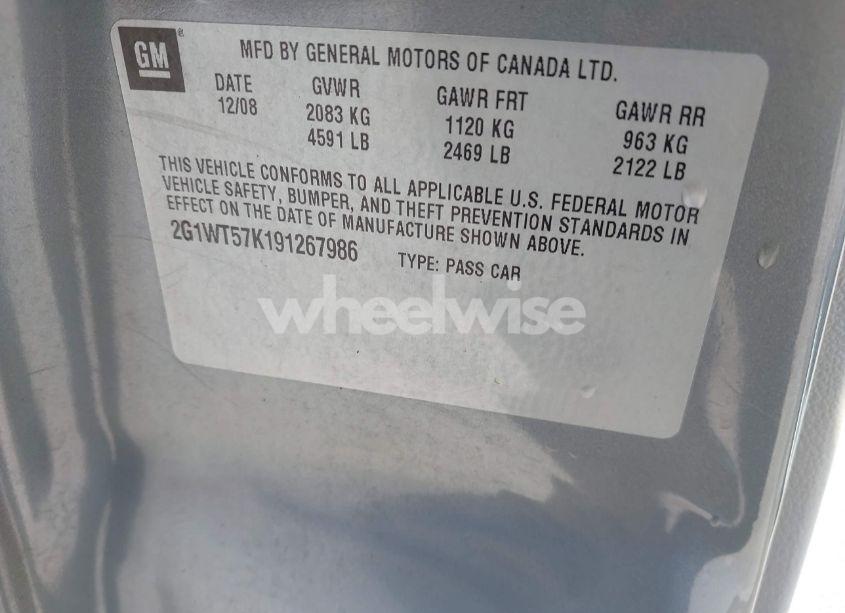 GM
MFD BY GENERAL MOTORS OF CANADA LTD.
DATE GVWR GAWR FRT GAWR RR
12/08 2083 KG 1120 KG 963 KG
4591 LB 2469 LB 2122 LB
THIS VEHICLE CONFORMS TO ALL APPLICABLE U.S. FEDERAL MOTOR
VEHICLE SAFETY, BUMPER, AND THEFT PREVENTION STANDARDS IN
EFFECT ON THE DATE OF MANUFACTURE SHOWN ABOVE.
2G1WT57K191267986 TYPE: PASS CAR
wheelwise